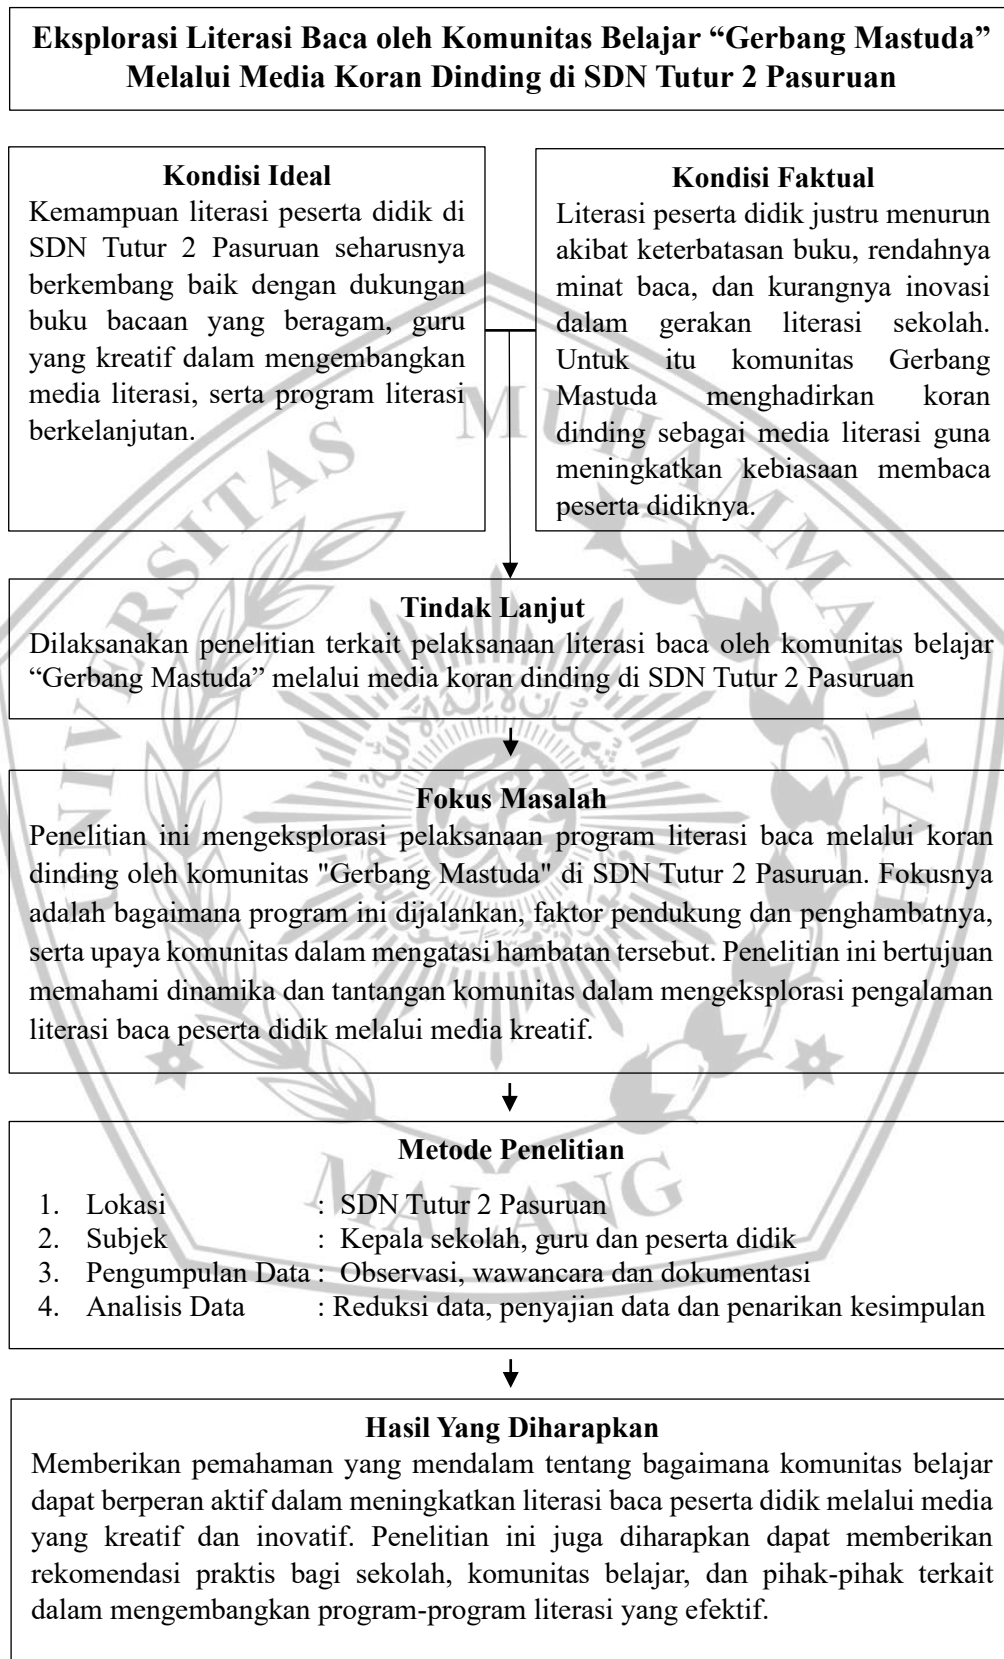 Eksplorasi Literasi Baca oleh Komunitas Belajar “Gerbang Mastuda”
Melalui Media Koran Dinding di SDN Tutur 2 Pasuruan
Kondisi Ideal
Kemampuan literasi peserta didik di
SDN Tutur 2 Pasuruan seharusnya
berkembang baik dengan dukungan
buku bacaan yang beragam, guru
yang kreatif dalam mengembangkan
media literasi, serta program literasi
berkelanjutan.
Kondisi Faktual
Literasi peserta didik justru menurun
akibat keterbatasan buku, rendahnya
minat baca, dan kurangnya inovasi
dalam gerakan literasi sekolah.
Untuk itu komunitas Gerbang
Mastuda menghadirkan koran
dinding sebagai media literasi guna
meningkatkan kebiasaan membaca
peserta didiknya.
Tindak Lanjut
Dilaksanakan penelitian terkait pelaksanaan literasi baca oleh komunitas belajar
“Gerbang Mastuda” melalui media koran dinding di SDN Tutur 2 Pasuruan
Fokus Masalah
Penelitian ini mengeksplorasi pelaksanaan program literasi baca melalui koran
dinding oleh komunitas "Gerbang Mastuda" di SDN Tutur 2 Pasuruan. Fokusnya
adalah bagaimana program ini dijalankan, faktor pendukung dan penghambatnya,
serta upaya komunitas dalam mengatasi hambatan tersebut. Penelitian ini bertujuan
memahami dinamika dan tantangan komunitas dalam mengeksplorasi pengalaman
literasi baca peserta didik melalui media kreatif.
Metode Penelitian
1. Lokasi : SDN Tutur 2 Pasuruan
2. Subjek : Kepala sekolah, guru dan peserta didik
3. Pengumpulan Data : Observasi, wawancara dan dokumentasi
4. Analisis Data : Reduksi data, penyajian data dan penarikan kesimpulan
Hasil Yang Diharapkan
Memberikan pemahaman yang mendalam tentang bagaimana komunitas belajar
dapat berperan aktif dalam meningkatkan literasi baca peserta didik melalui media
yang kreatif dan inovatif. Penelitian ini juga diharapkan dapat memberikan
rekomendasi praktis bagi sekolah, komunitas belajar, dan pihak-pihak terkait
dalam mengembangkan program-program literasi yang efektif.
UNIVERSITAS MUHAMMADIYAH
MALANG